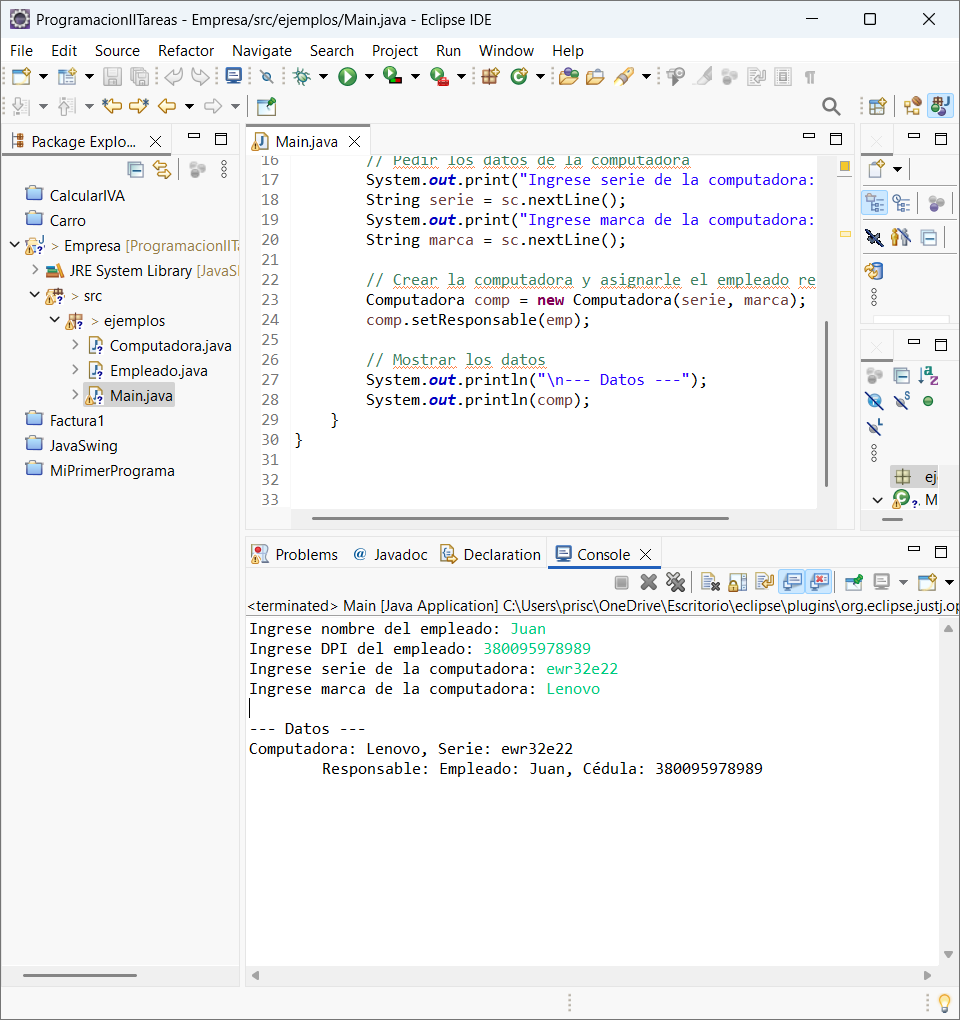 ProgramacionIITareas - Empresa/src/ejemplos/Main.java - Eclipse IDE
File Edit Source Refactor Navigate Search Project Run Window Help
Package Explo...
CalcularIVA
Carro
> Empresa [ProgramacionIITa
JRE System Library [JavaSI
> src
> ejemplos
Computadora.java
Empleado.java
Main.java
Factura1
JavaSwing
MiPrimerPrograma
Main.java
16 // Pedir los datos de la computadora
17 System.out.print("Ingrese serie de la computadora:
18 String serie = sc.nextLine();
19 System.out.print("Ingrese marca de la computadora:
20 String marca = sc.nextLine();
21
22 // Crear la computadora y asignarle el empleado re
23 Computadora comp = new Computadora(serie, marca);
24 comp.setResponsable(emp);
25
26 // Mostrar los datos
27 System.out.println("\n--- Datos ---");
28 System.out.println(comp);
29 }
30 }
31
32
33
ej
M
Problems @ Javadoc Declaration Console
<terminated> Main [Java Application] C:\Users\prisc\OneDrive\Escritorio\eclipse\plugins\org.eclipse.justj.op
Ingrese nombre del empleado: Juan
Ingrese DPI del empleado: 380095978989
Ingrese serie de la computadora: ewr32e22
Ingrese marca de la computadora: Lenovo
--- Datos ---
Computadora: Lenovo, Serie: ewr32e22
Responsable: Empleado: Juan, Cédula: 380095978989